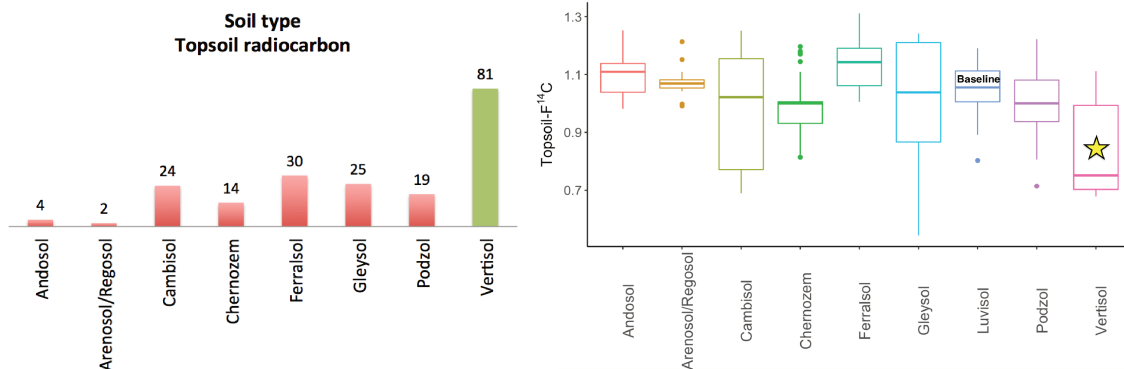 Soil type
Topsoil radiocarbon
4
2
24
14
30
25
19
81
Andosol
Arenosol/Regosol
Cambisol
Chernozem
Ferralsol
Gleysol
Podzol
Vertisol
Topsoil-F¹⁴C
1.3
1.1
0.9
0.7
Baseline
Andosol
Arenosol/Regosol
Cambisol
Chernozem
Ferralsol
Gleysol
Luvisol
Podzol
Vertisol